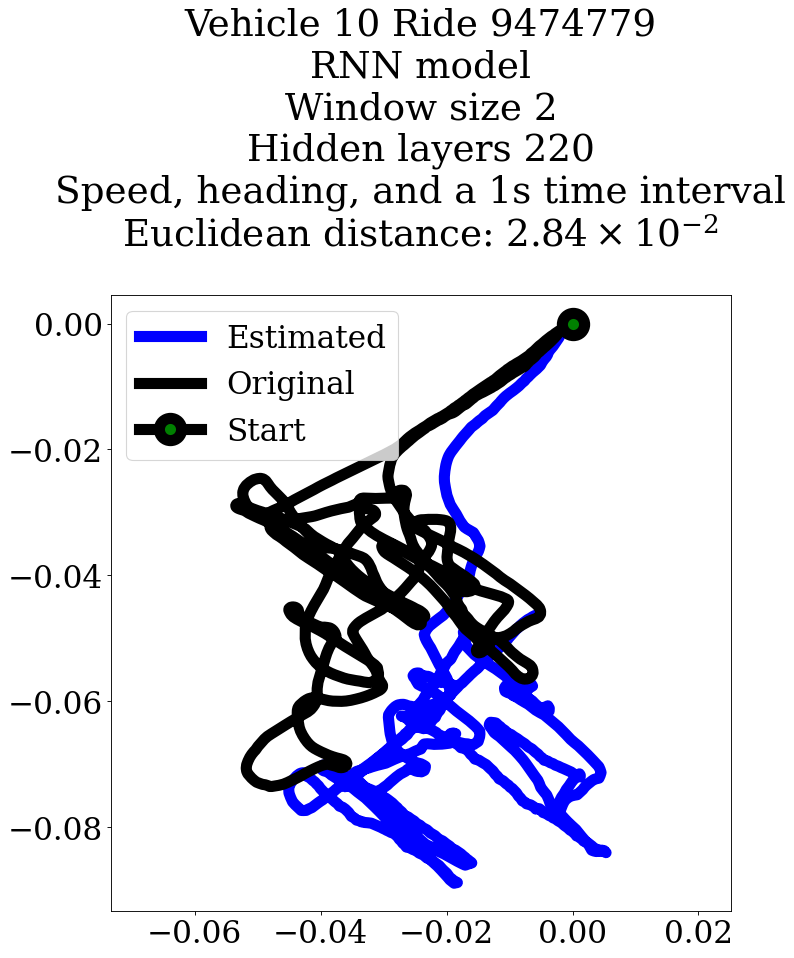 Vehicle 10 Ride 9474779
RNN model
Window size 2
Hidden layers 220
Speed, heading, and a 1s time interval
Euclidean distance: 2.84 × 10⁻²
Estimated
Original
Start
0.00
−0.02
−0.04
−0.06
−0.08
−0.06 −0.04 −0.02 0.00 0.02